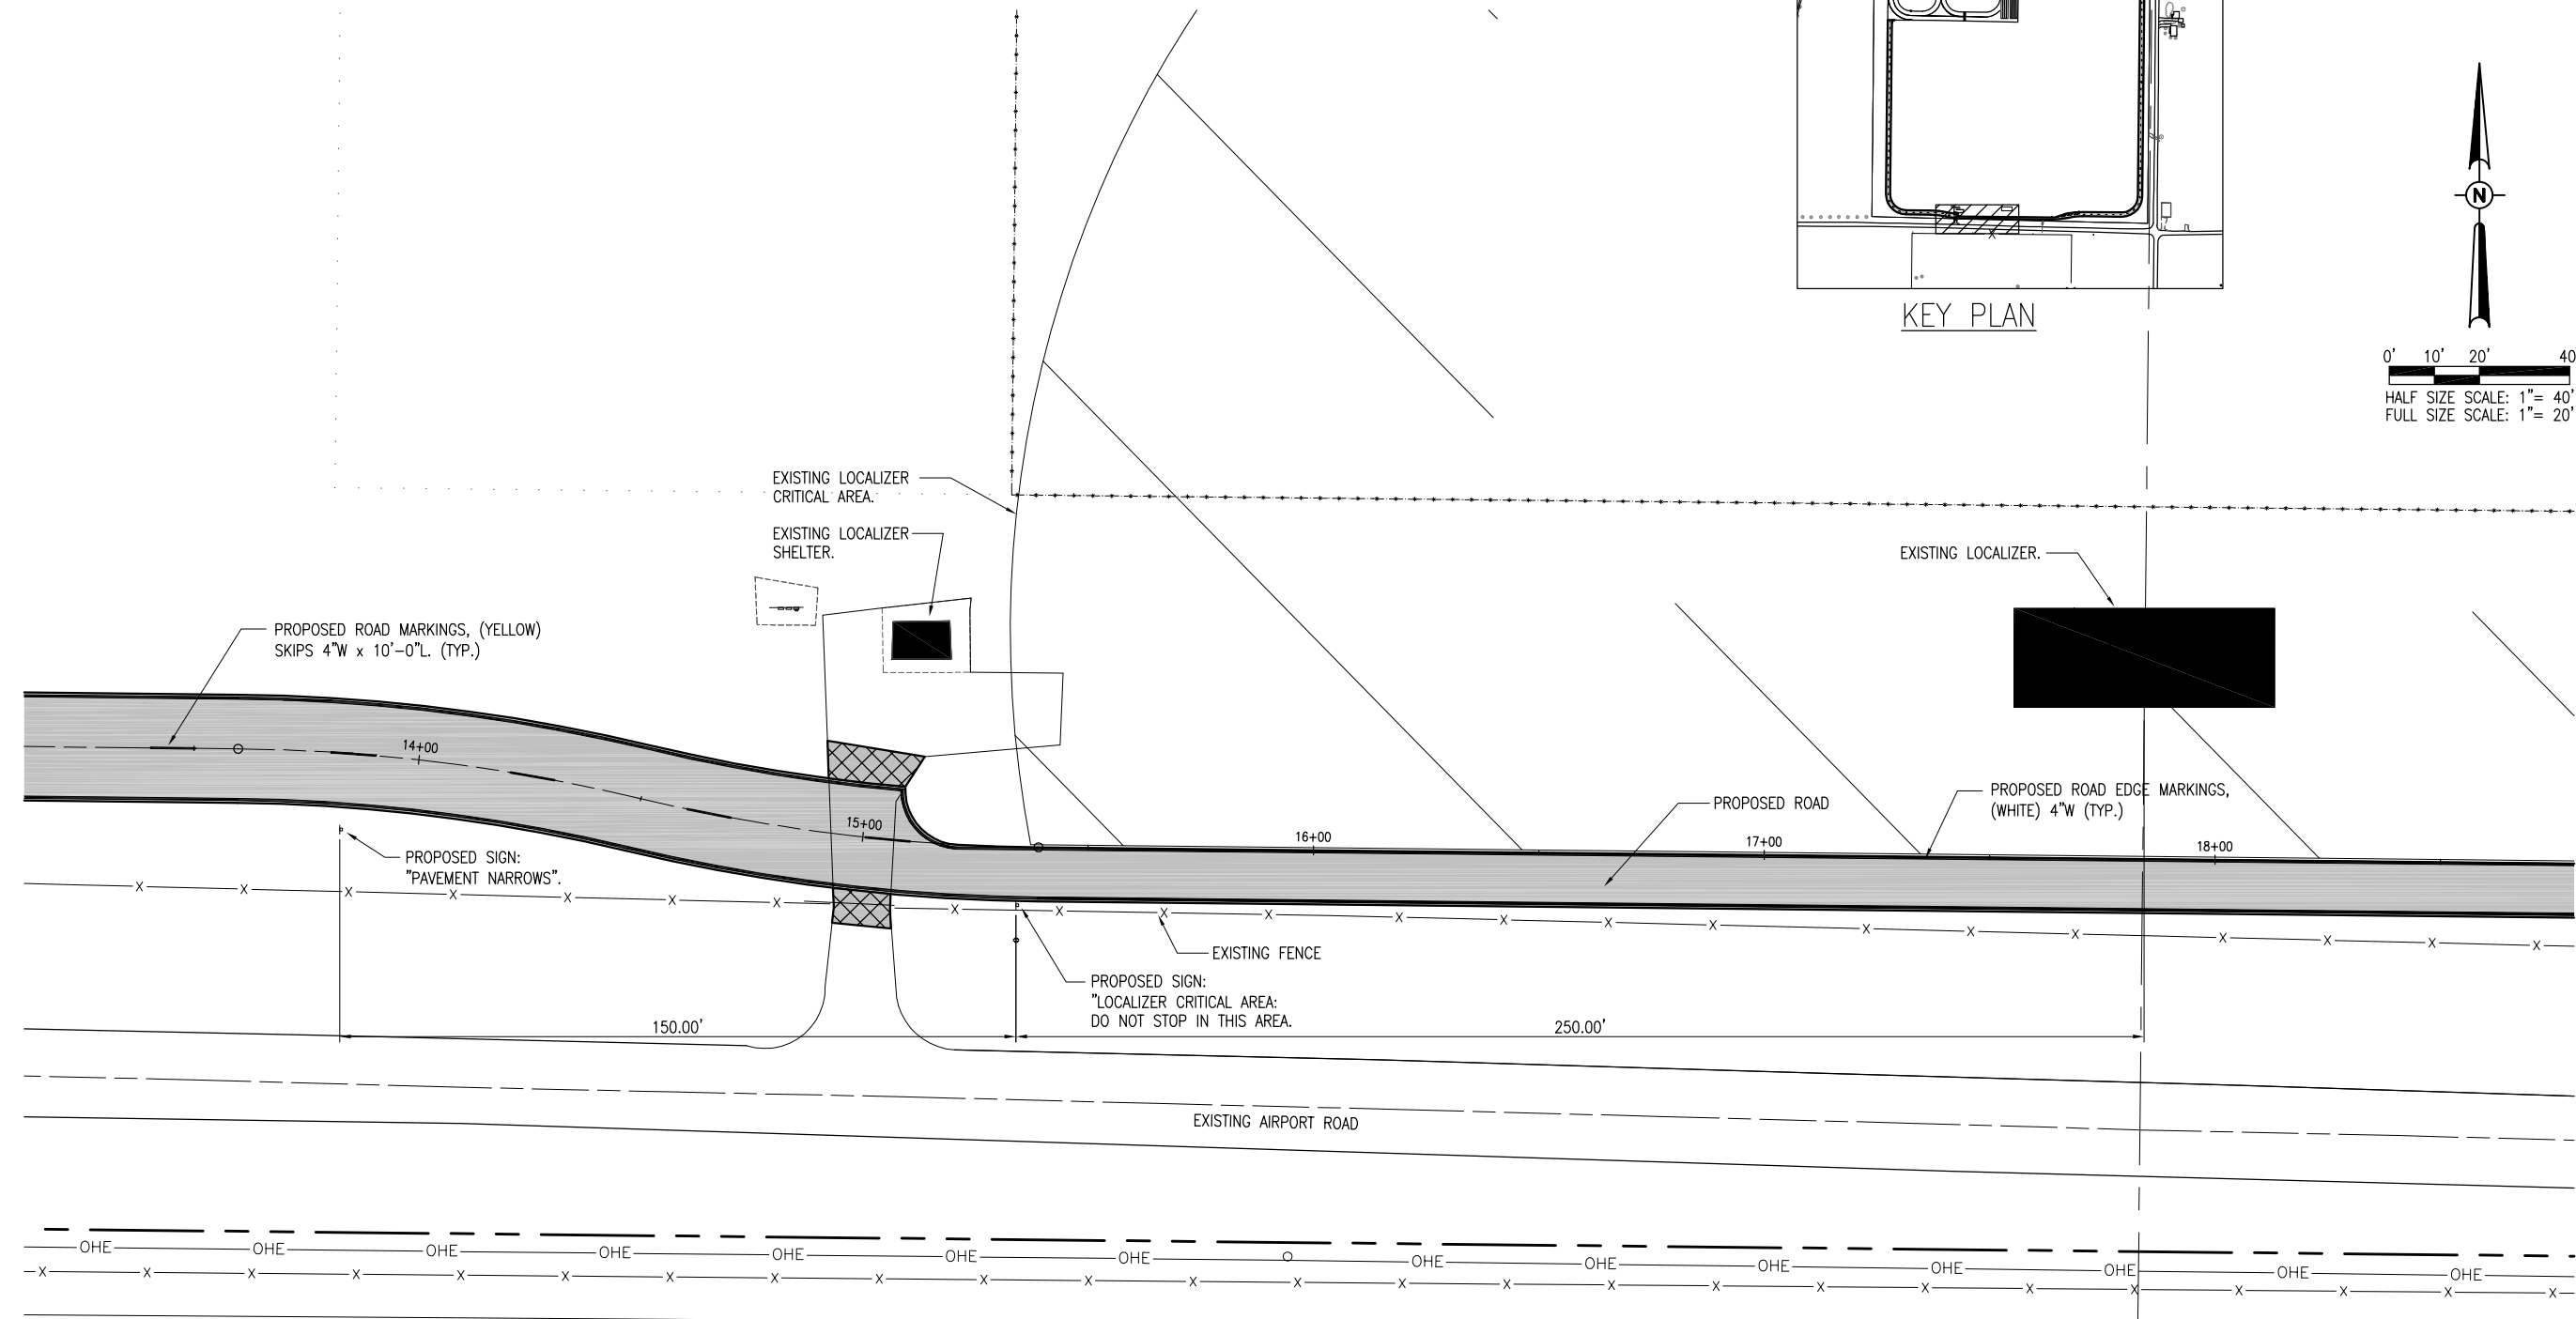 KEY PLAN
N
0' 10' 20' 40
HALF SIZE SCALE: 1"= 40'
FULL SIZE SCALE: 1"= 20'
EXISTING LOCALIZER
CRITICAL AREA.
EXISTING LOCALIZER
SHELTER.
EXISTING LOCALIZER.
PROPOSED ROAD MARKINGS, (YELLOW)
SKIPS 4"W x 10'-0"L. (TYP.)
14+00
15+00
16+00
17+00
18+00
PROPOSED ROAD
PROPOSED ROAD EDGE MARKINGS,
(WHITE) 4"W (TYP.)
PROPOSED SIGN:
"PAVEMENT NARROWS".
X X X X X X X X X X X X X X X X X X X X X X
EXISTING FENCE
PROPOSED SIGN:
"LOCALIZER CRITICAL AREA:
DO NOT STOP IN THIS AREA.
150.00'
250.00'
EXISTING AIRPORT ROAD
OHE OHE OHE OHE OHE OHE OHE OHE OHE OHE OHE OHE OHE OHE
X X X X X X X X X X X X X X X X X X X X X X X X X